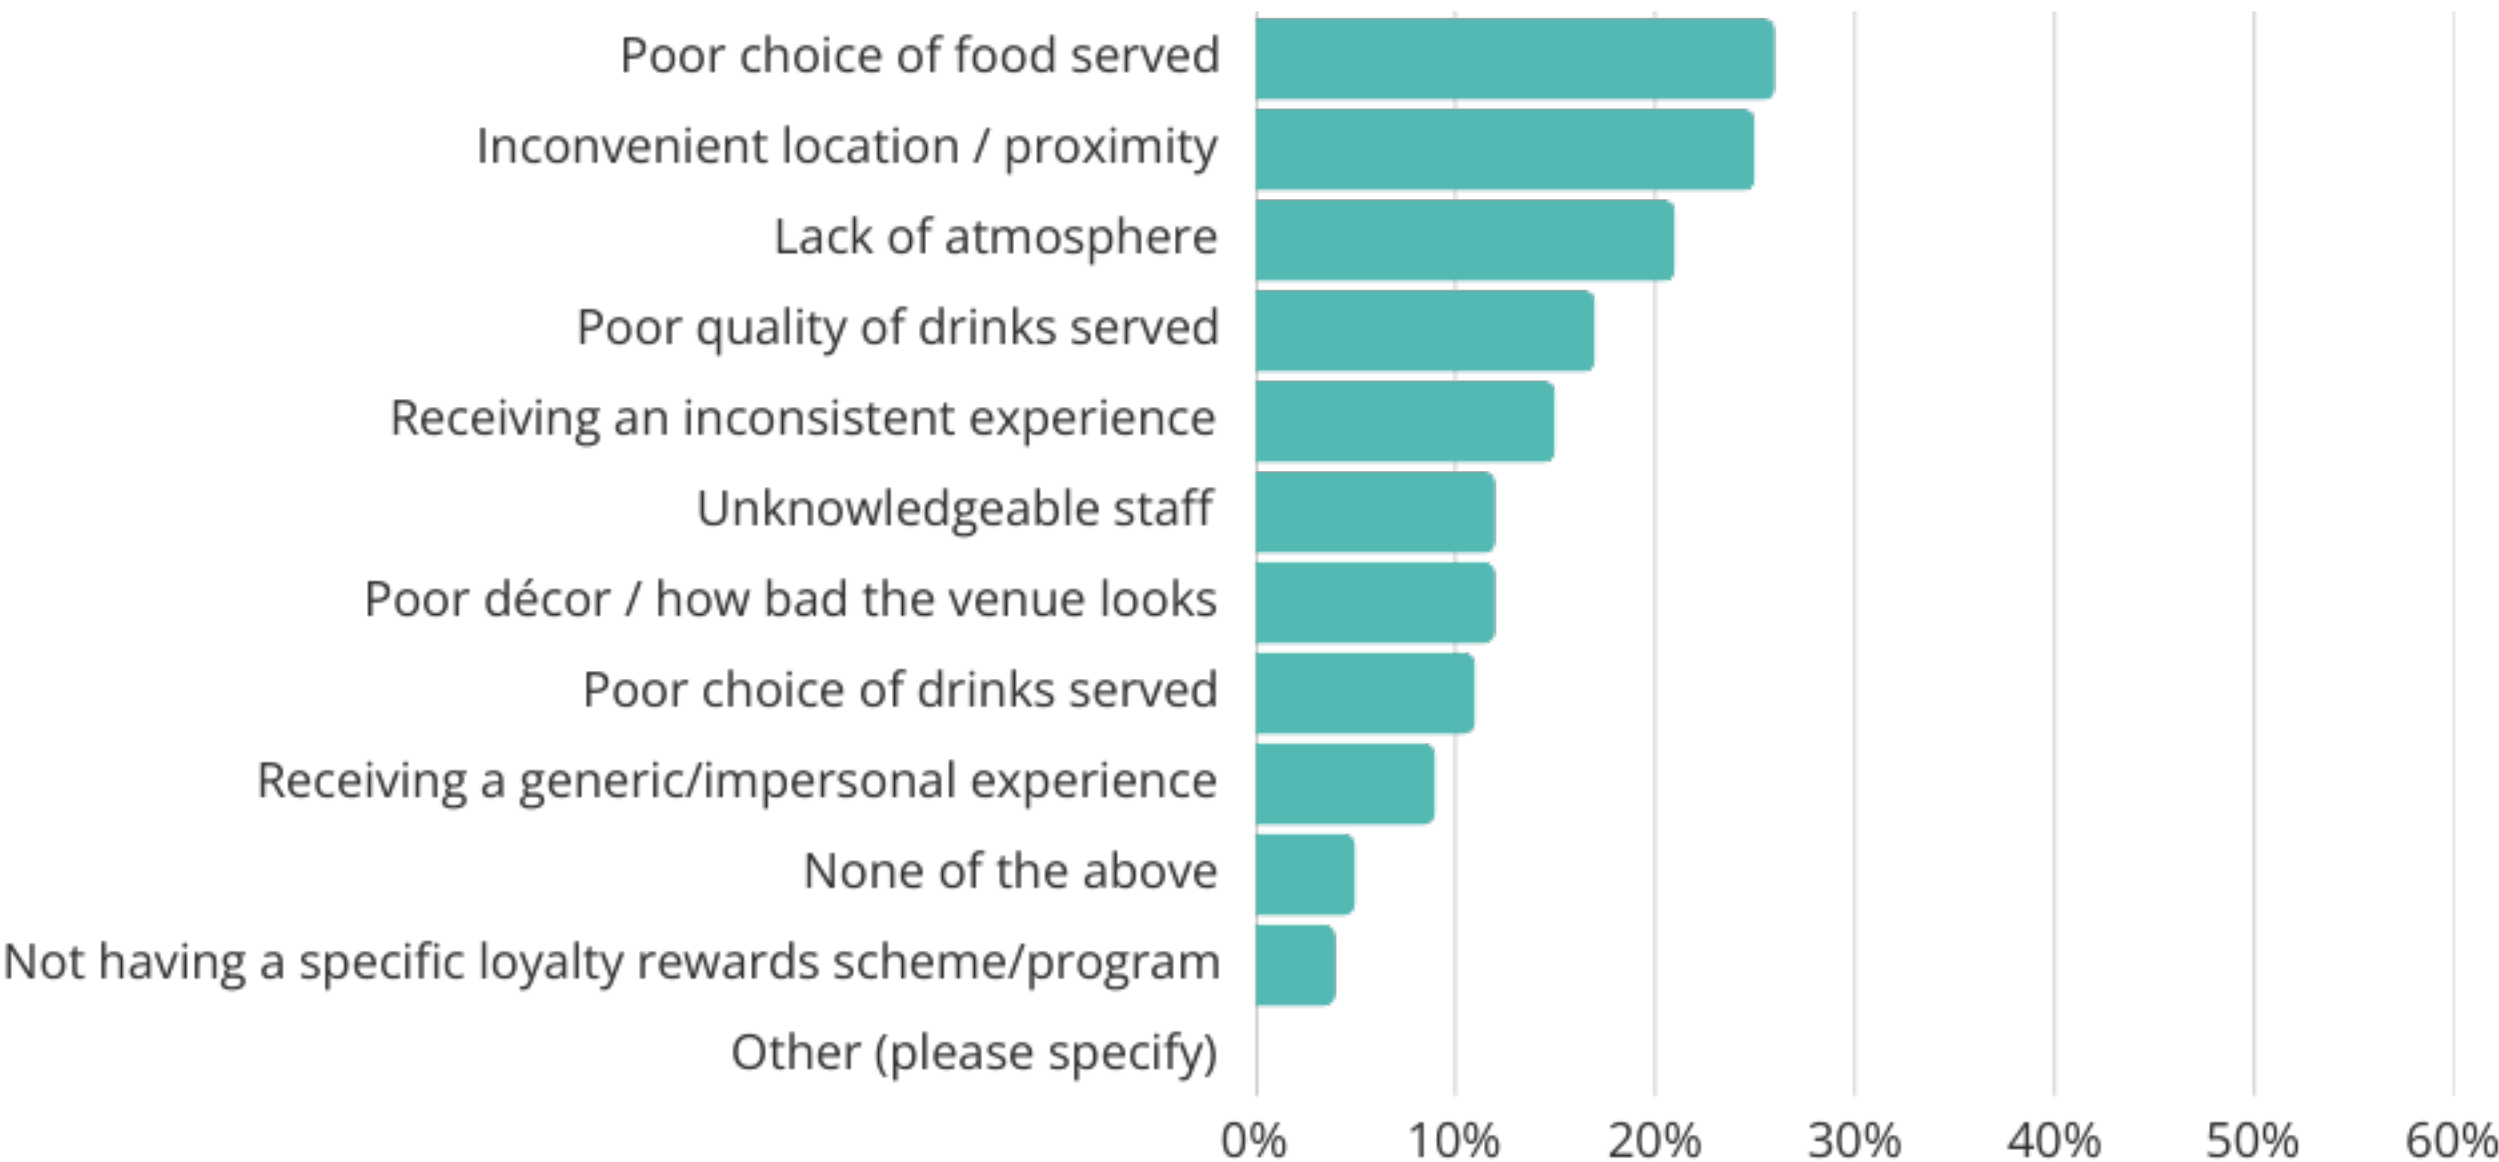 Poor choice of food served
Inconvenient location / proximity
Lack of atmosphere
Poor quality of drinks served
Receiving an inconsistent experience
Unknowledgeable staff
Poor décor / how bad the venue looks
Poor choice of drinks served
Receiving a generic/impersonal experience
None of the above
Not having a specific loyalty rewards scheme/program
Other (please specify)
0% 10% 20% 30% 40% 50% 60%